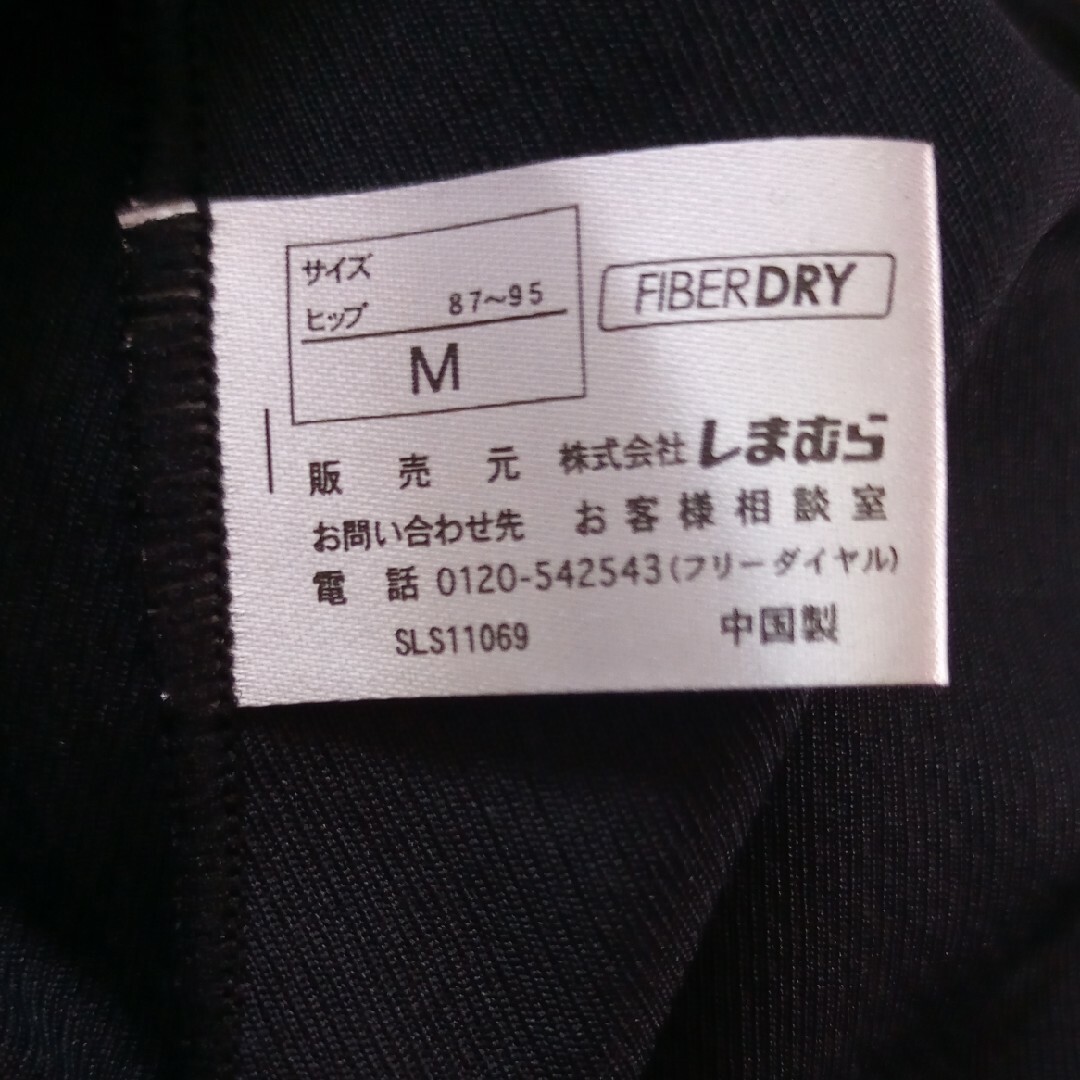 サイズ
ヒップ 87〜95
M
FIBERDRY
販売元 株式会社しまむら
お問い合わせ先 お客様相談室
電話 0120-542543(フリーダイヤル)
SLS11069 中国製